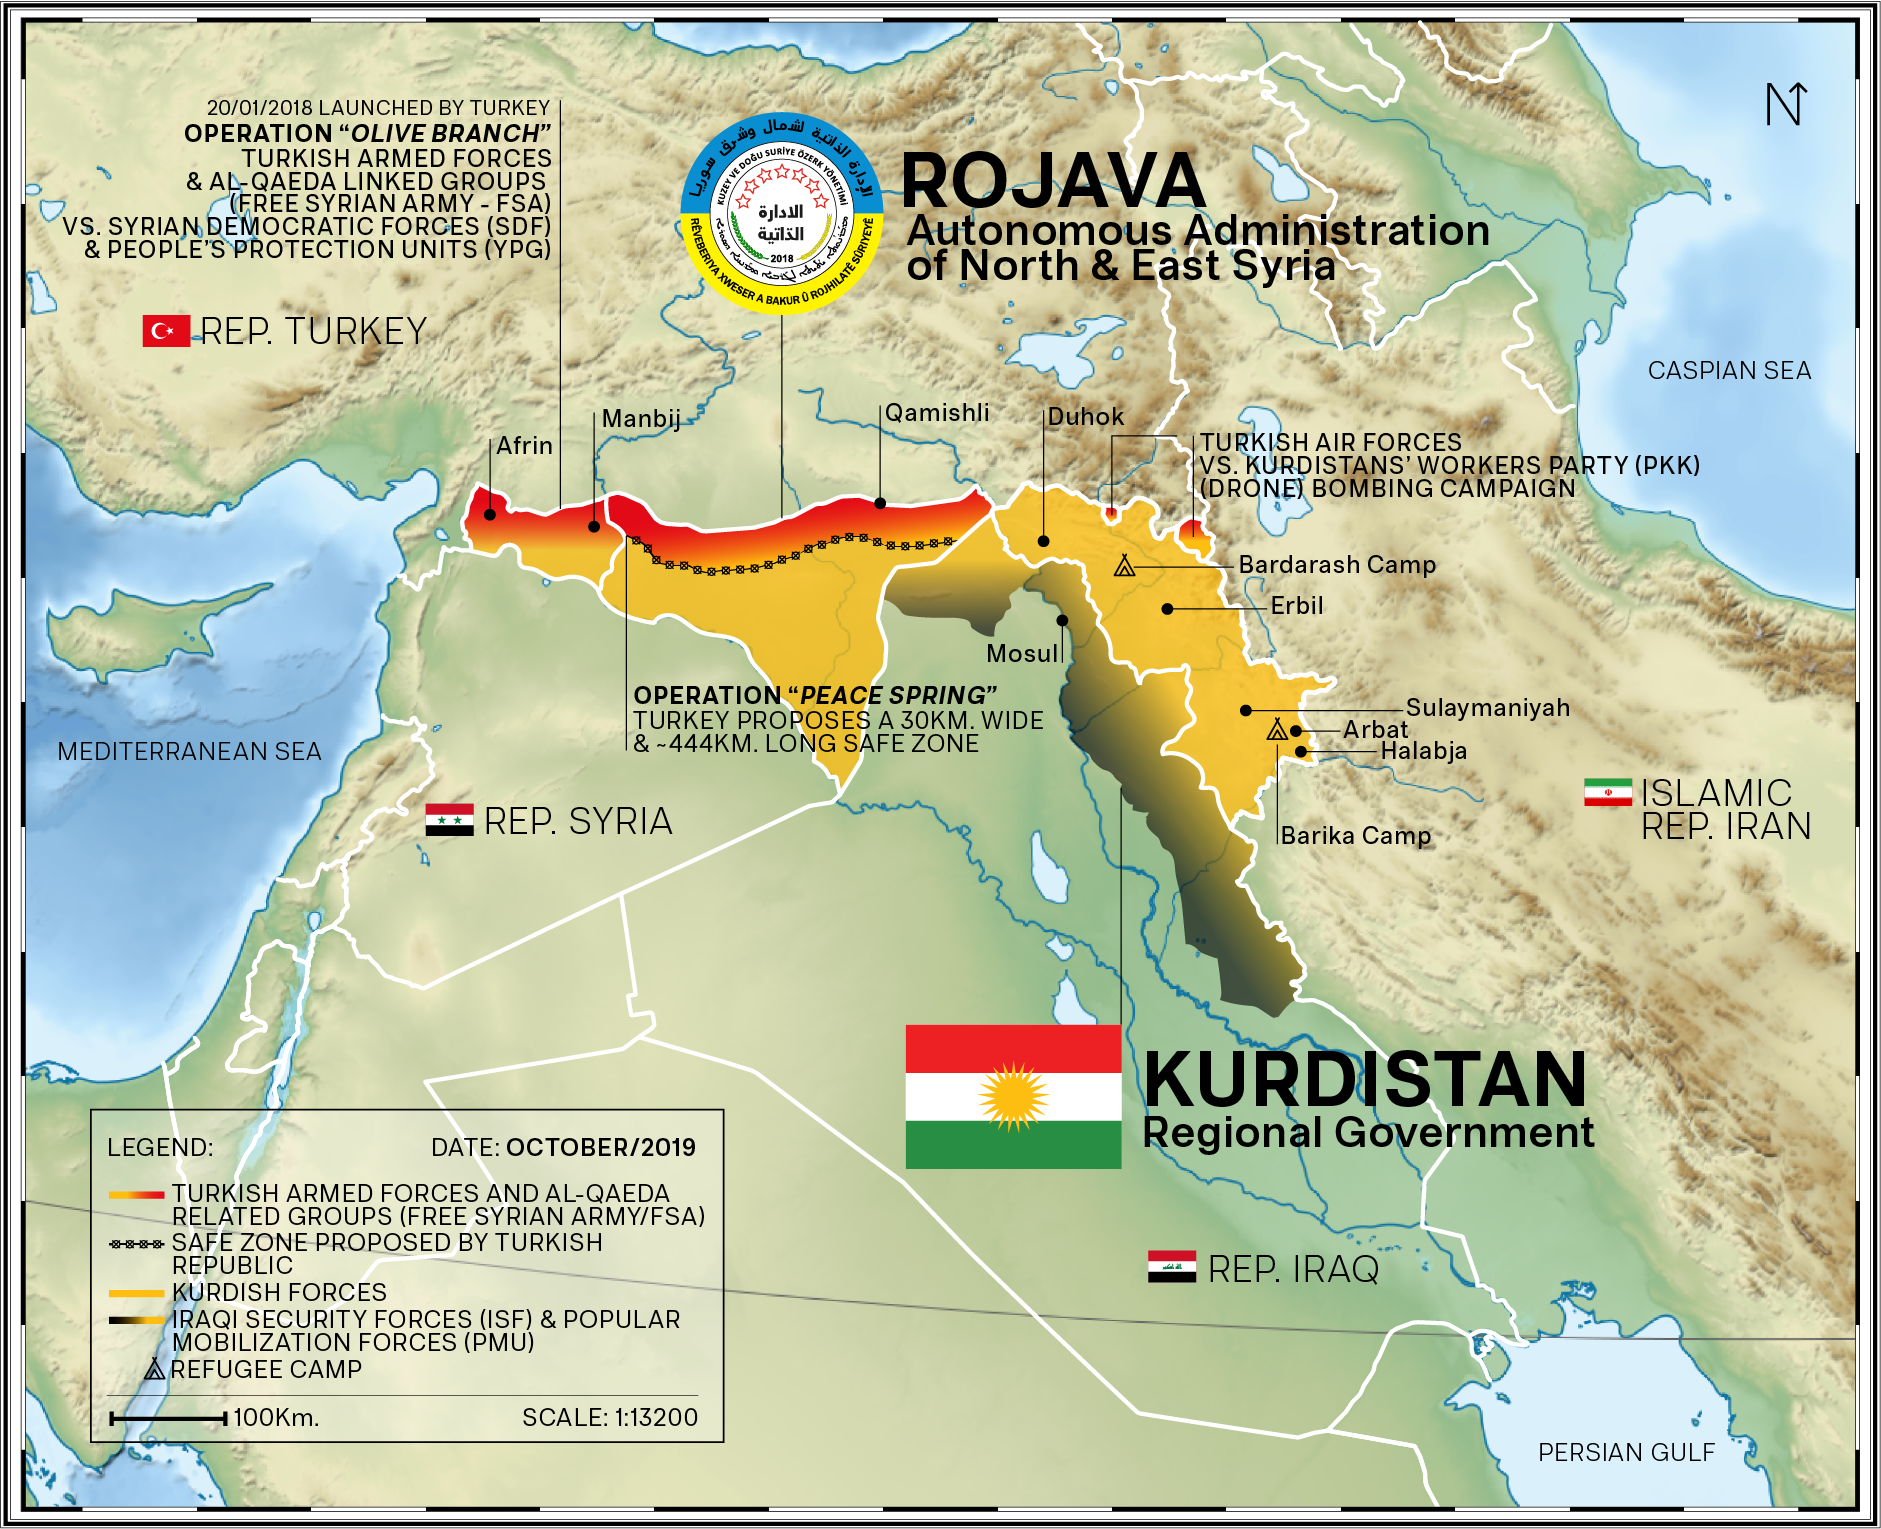 20/01/2018 LAUNCHED BY TURKEY
OPERATION “OLIVE BRANCH”
TURKISH ARMED FORCES
& AL-QAEDA LINKED GROUPS
(FREE SYRIAN ARMY - FSA)
VS. SYRIAN DEMOCRATIC FORCES (SDF)
& PEOPLE’S PROTECTION UNITS (YPG)
الإدارة الذاتية لشمال وشرق سوريا
KUZEY VE DOĞU SURİYE ÖZERK YÖNETİMİ
الادارة
الذاتية
2018
RÊVEBERIYA XWESER A BAKUR Û ROJHILATÊ SÛRIYEYÊ
ROJAVA
Autonomous Administration
of North & East Syria
N
REP. TURKEY
CASPIAN SEA
Afrin
Manbij
Qamishli
Duhok
TURKISH AIR FORCES
VS. KURDISTANS’ WORKERS PARTY (PKK)
(DRONE) BOMBING CAMPAIGN
Bardarash Camp
Erbil
Mosul
OPERATION “PEACE SPRING”
TURKEY PROPOSES A 30KM. WIDE
& ~444KM. LONG SAFE ZONE
Sulaymaniyah
Arbat
Halabja
Barika Camp
MEDITERRANEAN SEA
REP. SYRIA
ISLAMIC
REP. IRAN
KURDISTAN
Regional Government
REP. IRAQ
PERSIAN GULF
LEGEND: DATE: OCTOBER/2019
TURKISH ARMED FORCES AND AL-QAEDA
RELATED GROUPS (FREE SYRIAN ARMY/FSA)
SAFE ZONE PROPOSED BY TURKISH
REPUBLIC
KURDISH FORCES
IRAQI SECURITY FORCES (ISF) & POPULAR
MOBILIZATION FORCES (PMU)
REFUGEE CAMP
100Km. SCALE: 1:13200